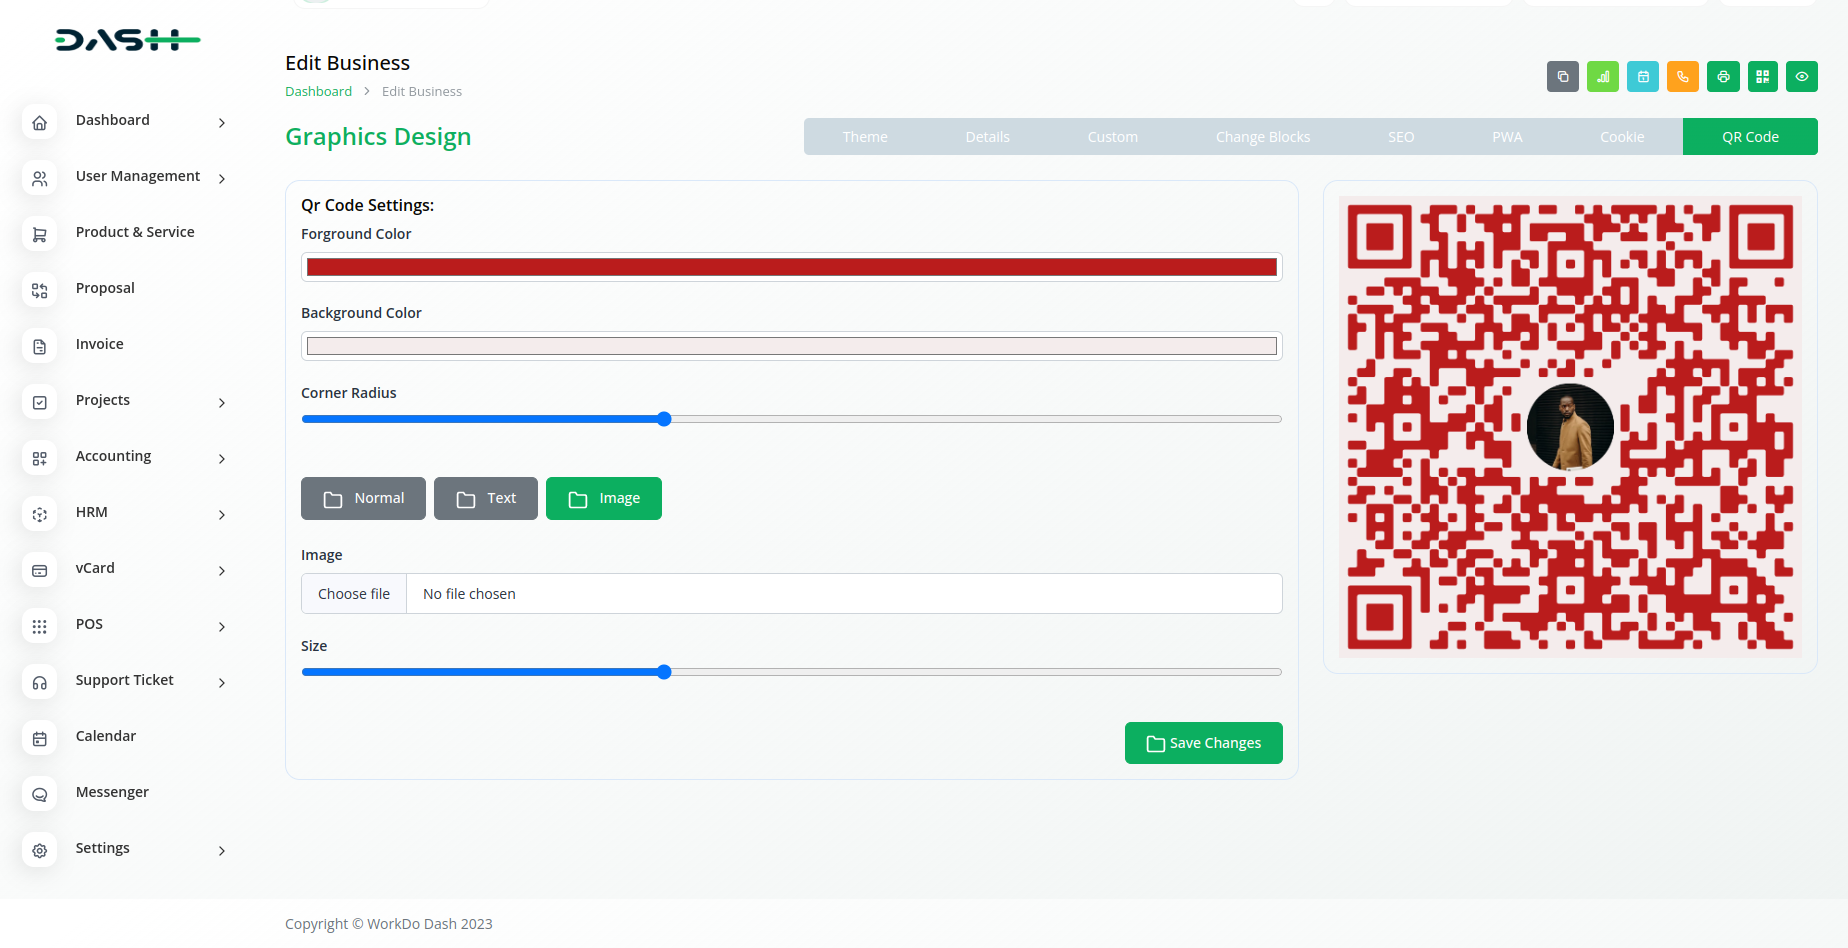 DASH
Dashboard
User Management
Product & Service
Proposal
Invoice
Projects
Accounting
HRM
vCard
POS
Support Ticket
Calendar
Messenger
Settings
Edit Business
Dashboard > Edit Business
Graphics Design
Theme Details Custom Change Blocks SEO PWA Cookie QR Code
Qr Code Settings:
Forground Color
Background Color
Corner Radius
Normal Text Image
Image
Choose file No file chosen
Size
Save Changes
Copyright © WorkDo Dash 2023